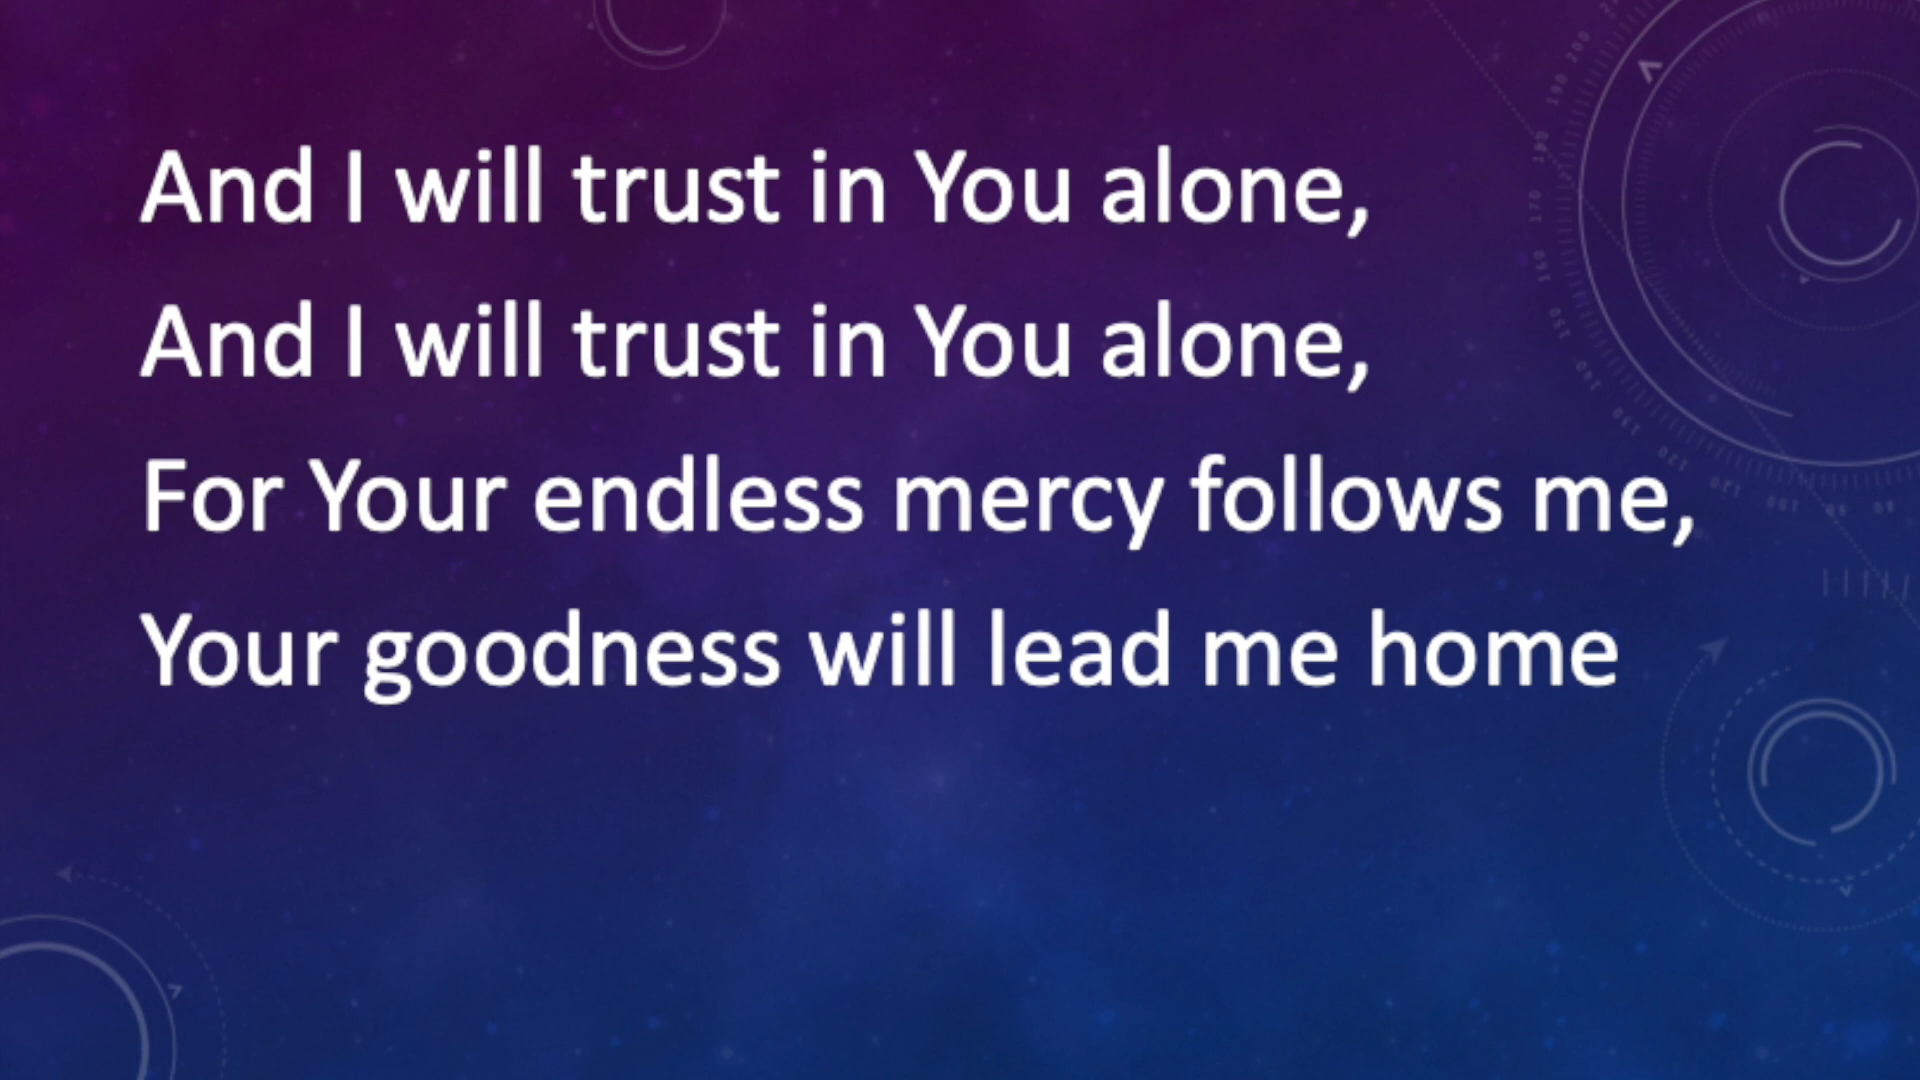 And I will trust in You alone,
And I will trust in You alone,
For Your endless mercy follows me,
Your goodness will lead me home